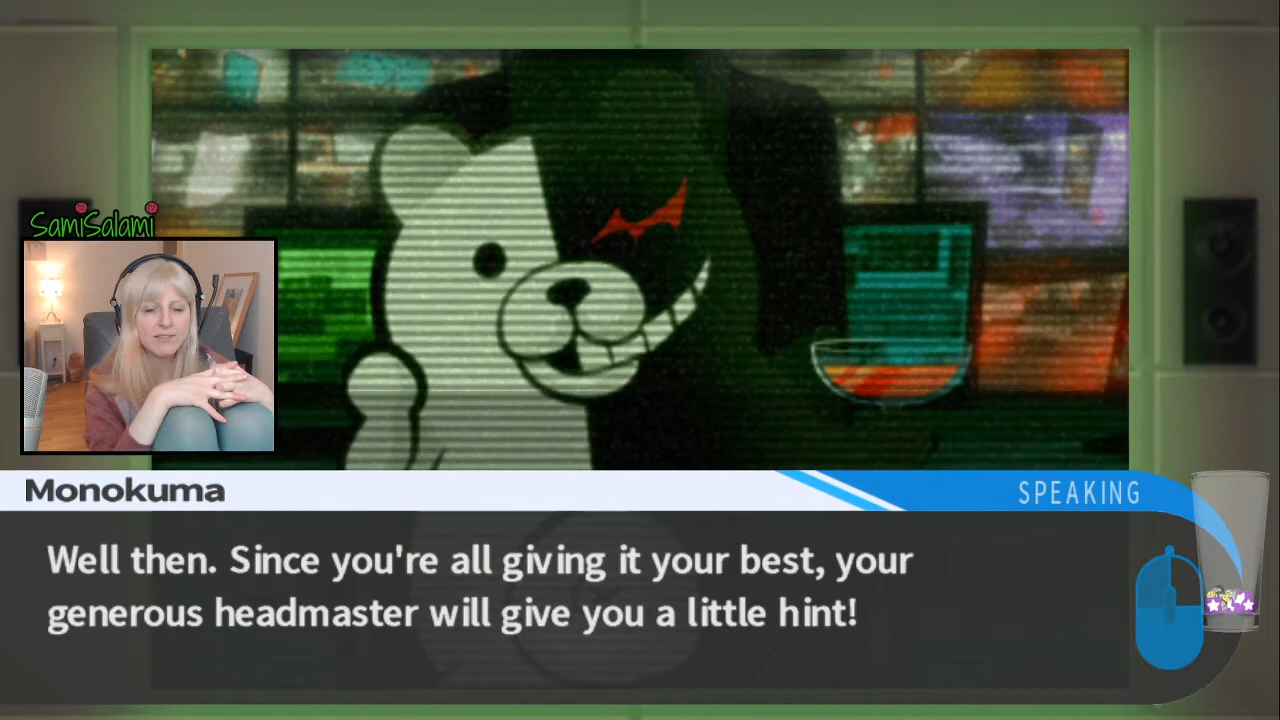 SamiSalami
Monokuma
SPEAKING
Well then. Since you're all giving it your best, your
generous headmaster will give you a little hint!